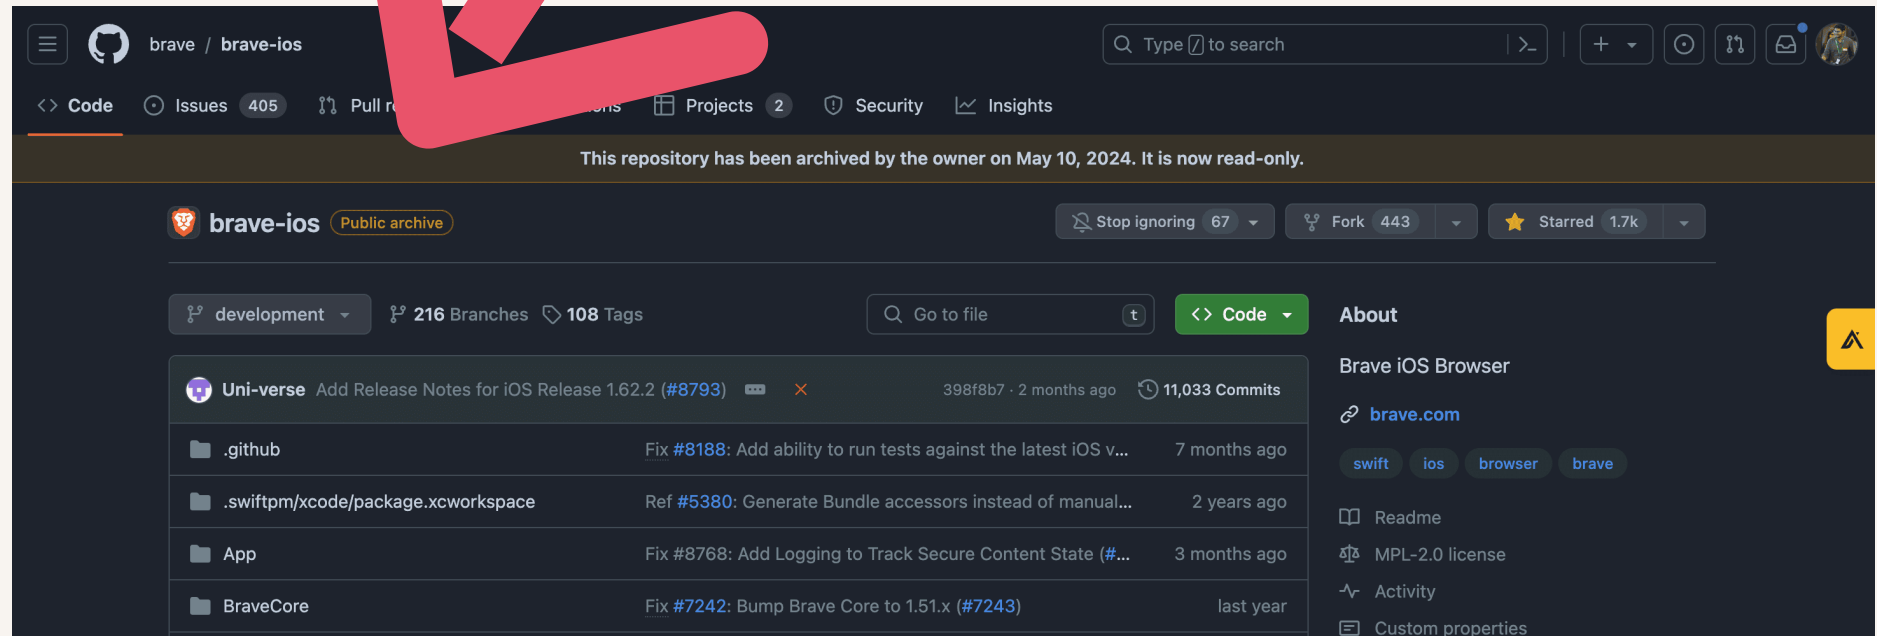 brave / brave-ios
Type / to search
Code
Issues 405
Pull
Projects 2
Security
Insights
This repository has been archived by the owner on May 10, 2024. It is now read-only.
brave-ios Public archive
Stop ignoring 67
Fork 443
Starred 1.7k
development
216 Branches
108 Tags
Go to file t
Code
Uni-verse Add Release Notes for iOS Release 1.62.2 (#8793)
398f8b7 · 2 months ago
11,033 Commits
.github Fix #8188: Add ability to run tests against the latest iOS v... 7 months ago
.swiftpm/xcode/package.xcworkspace Ref #5380: Generate Bundle accessors instead of manual... 2 years ago
App Fix #8768: Add Logging to Track Secure Content State (#... 3 months ago
BraveCore Fix #7242: Bump Brave Core to 1.51.x (#7243) last year
About
Brave iOS Browser
brave.com
swift ios browser brave
Readme
MPL-2.0 license
Activity
Custom properties